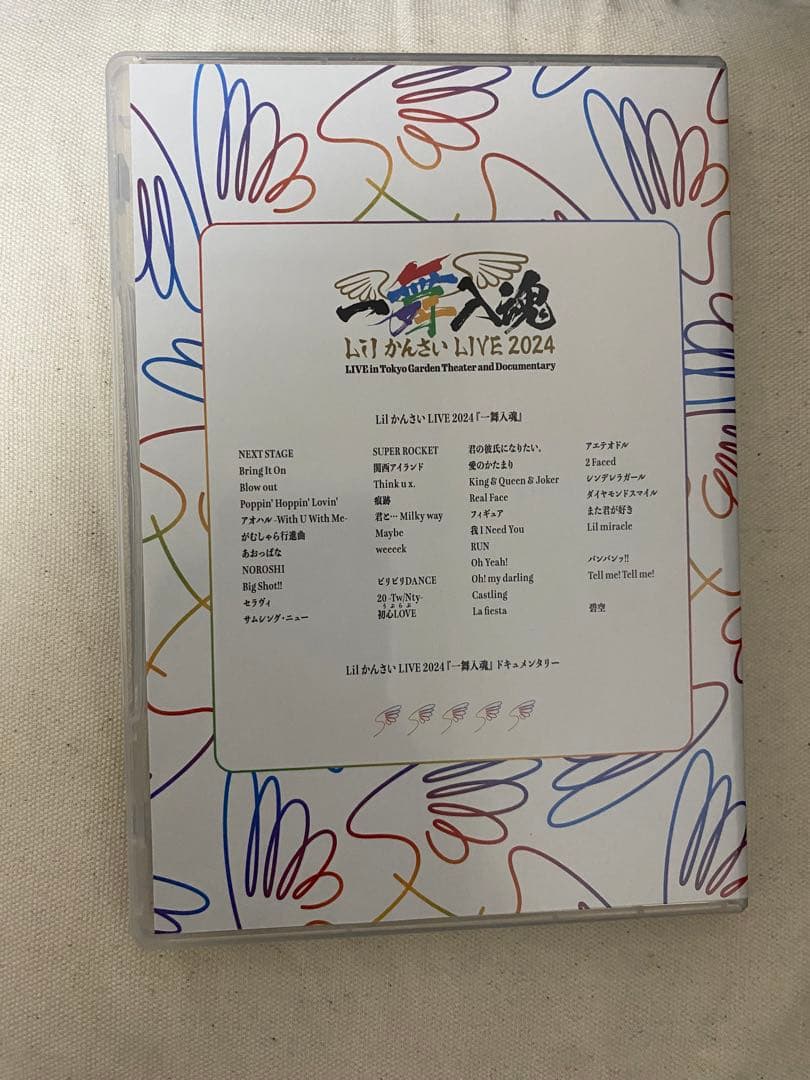 一舞入魂
Lil かんさい LIVE 2024
LIVE in Tokyo Garden Theater and Documentary
Lil かんさい LIVE 2024『一舞入魂』
NEXT STAGE
Bring It On
Blow out
Poppin' Hoppin' Lovin'
アオハル -With U With Me-
がむしゃら行進曲
あおっぱな
NOROSHI
Big Shot!!
セラヴィ
サムシング・ニュー
SUPER ROCKET
関西アイランド
Think u x.
痕跡
君と… Milky way
Maybe
weeeek
ビリビリDANCE
20 -Tw/Nty-
うぶらぶ
初心LOVE
君の彼氏になりたい。
愛のかたまり
King & Queen & Joker
Real Face
フィギュア
我 I Need You
RUN
Oh Yeah!
Oh! my darling
Castling
La fiesta
アエテオドル
2 Faced
シンデレラガール
ダイヤモンドスマイル
また君が好き
Lil miracle
バンバンッ!!
Tell me! Tell me!
碧空
Lil かんさい LIVE 2024『一舞入魂』ドキュメンタリー